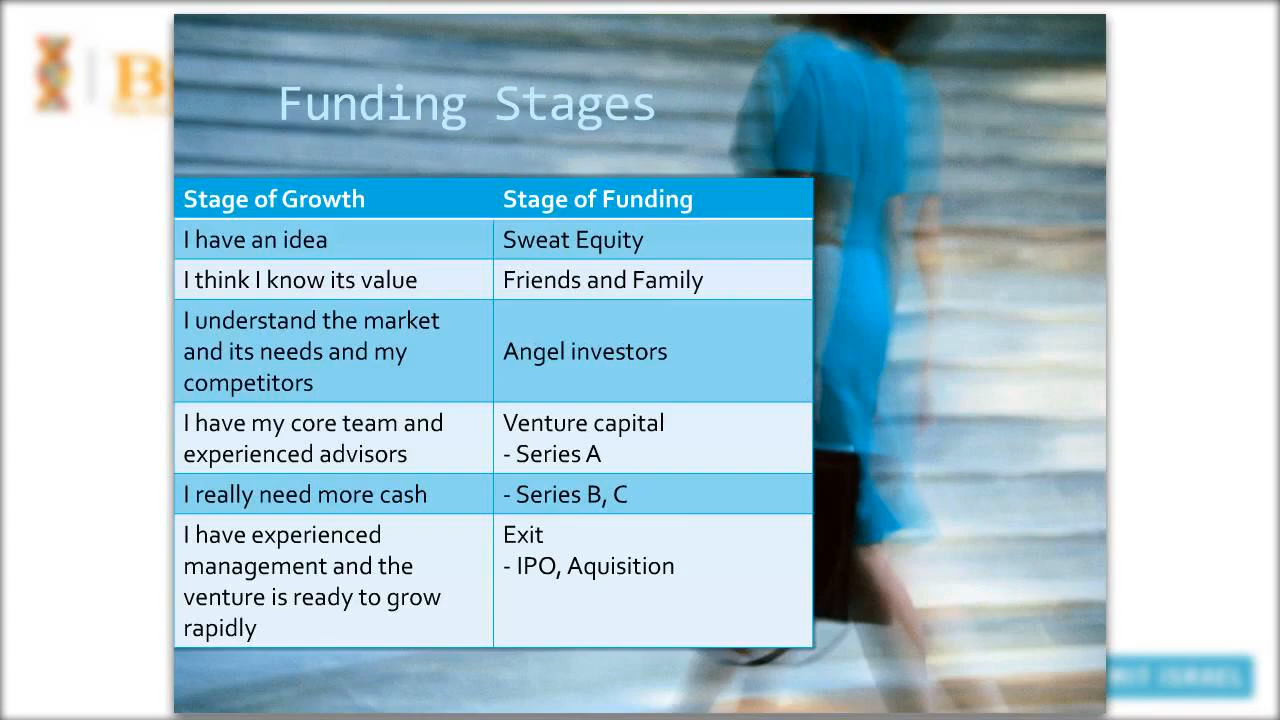 Funding Stages
Stage of Growth
Stage of Funding
I have an idea
Sweat Equity
I think I know its value
Friends and Family
I understand the market
and its needs and my
competitors
Angel investors
I have my core team and
experienced advisors
Venture capital
- Series A
I really need more cash
- Series B, C
I have experienced
management and the
venture is ready to grow
rapidly
Exit
- IPO, Aquisition
ISRAEL